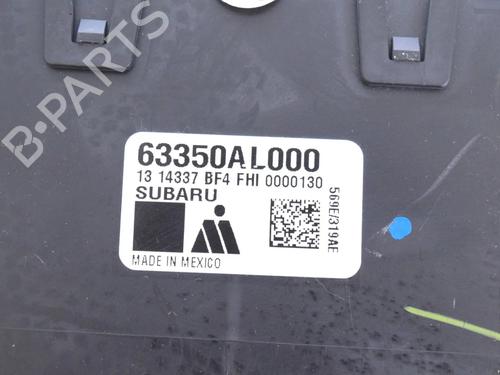 B-PARTS
63350AL000
13 14337 BF4 FHI 0000130
SUBARU
569E/319AE
MADE IN MEXICO